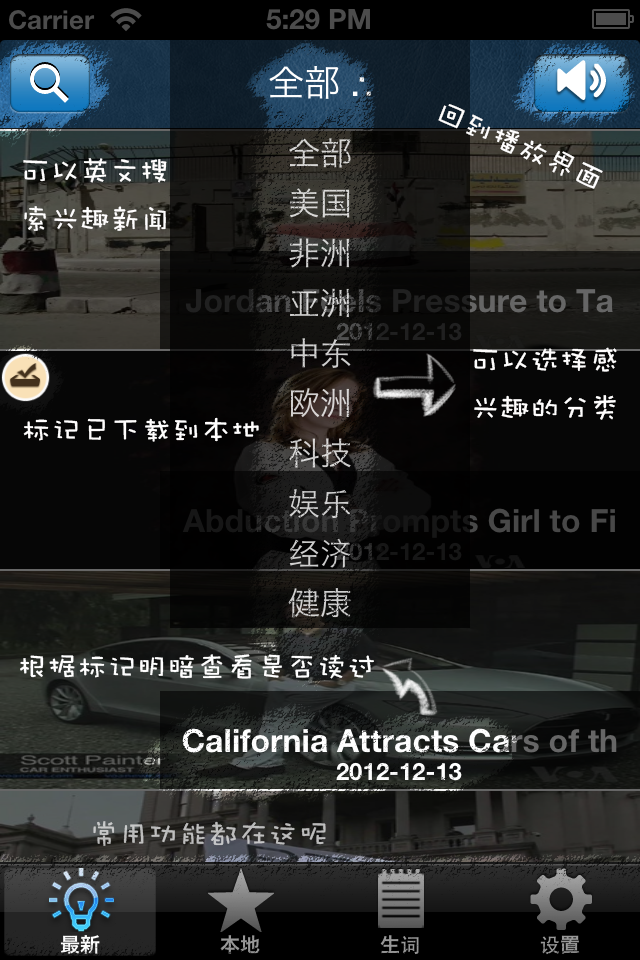 Carrier
5:29 PM
全部 .:
回到播放界面
全部
可以英文搜
索兴趣新闻
美国
非洲
亚洲
Jordan Feels Pressure to Ta
2012-12-13
中东
可以选择感
兴趣的分类
欧洲
标记已下载到本地
科技
娱乐
Abduction Prompts Girl to Fi
2012-12-13
VOA
经济
健康
根据标记明暗查看是否读过
California Attracts Cars of th
2012-12-13
Scott Painter
CAR ENTHUSIAST
VOA
常用功能都在这呢
最新
本地
生词
设置